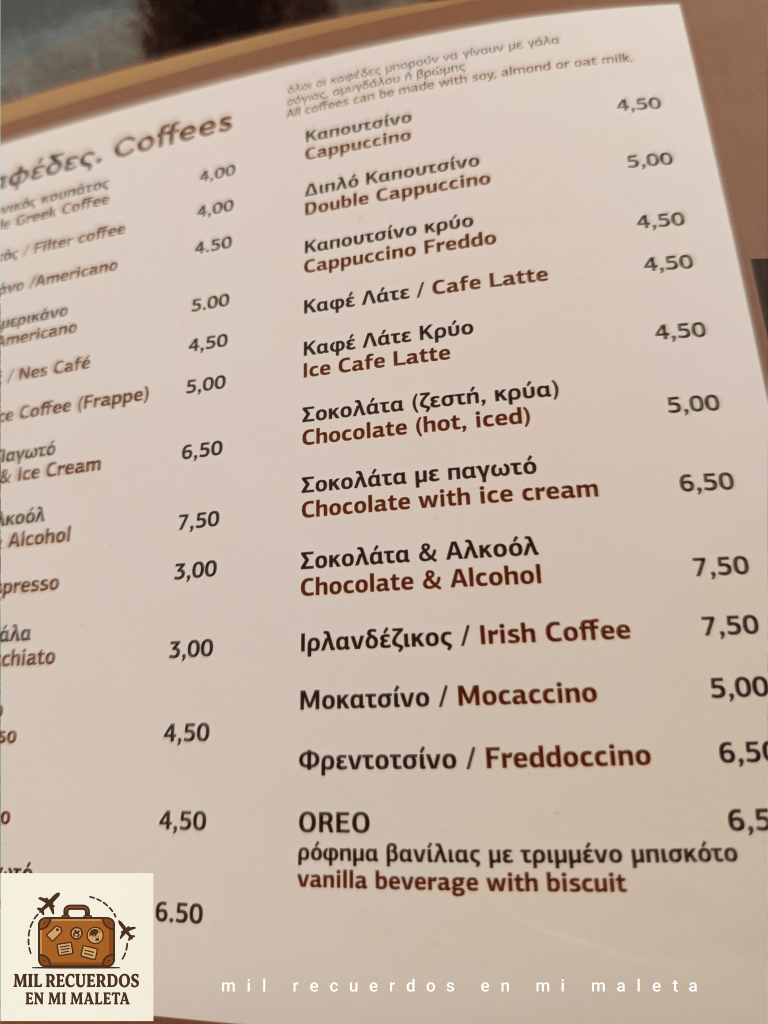 Coffees
Greek Coffee 4,00
/ Filter coffee 4,00
/Americano 4.50
Americano 5.00
/ Nes Café 4,50
Coffee (Frappe) 5,00
& Ice Cream 6,50
Alcohol 7,50
3,00
3,00
4,50
4,50
6.50
όλοι οι καφέδες μπορούν να γίνουν με γάλα
σόγιας, αμυγδάλου ή βρώμης
All coffees can be made with soy, almond or oat milk.
Καπουτσίνο 4,50
Cappuccino
Διπλό Καπουτσίνο 5,00
Double Cappuccino
Καπουτσίνο κρύο 4,50
Cappuccino Freddo
Καφέ Λάτε / Cafe Latte 4,50
Καφέ Λάτε Κρύο 4,50
Ice Cafe Latte
Σοκολάτα (ζεστή, κρύα) 5,00
Chocolate (hot, iced)
Σοκολάτα με παγωτό 6,50
Chocolate with ice cream
Σοκολάτα & Αλκοόλ 7,50
Chocolate & Alcohol
Ιρλανδέζικος / Irish Coffee 7,50
Μοκατσίνο / Mocaccino 5,00
Φρεντοτσίνο / Freddoccino
OREO
ρόφημα βανίλιας με τριμμένο μπισκότο
vanilla beverage with biscuit
MIL RECUERDOS
EN MI MALETA
mil recuerdos en mi maleta